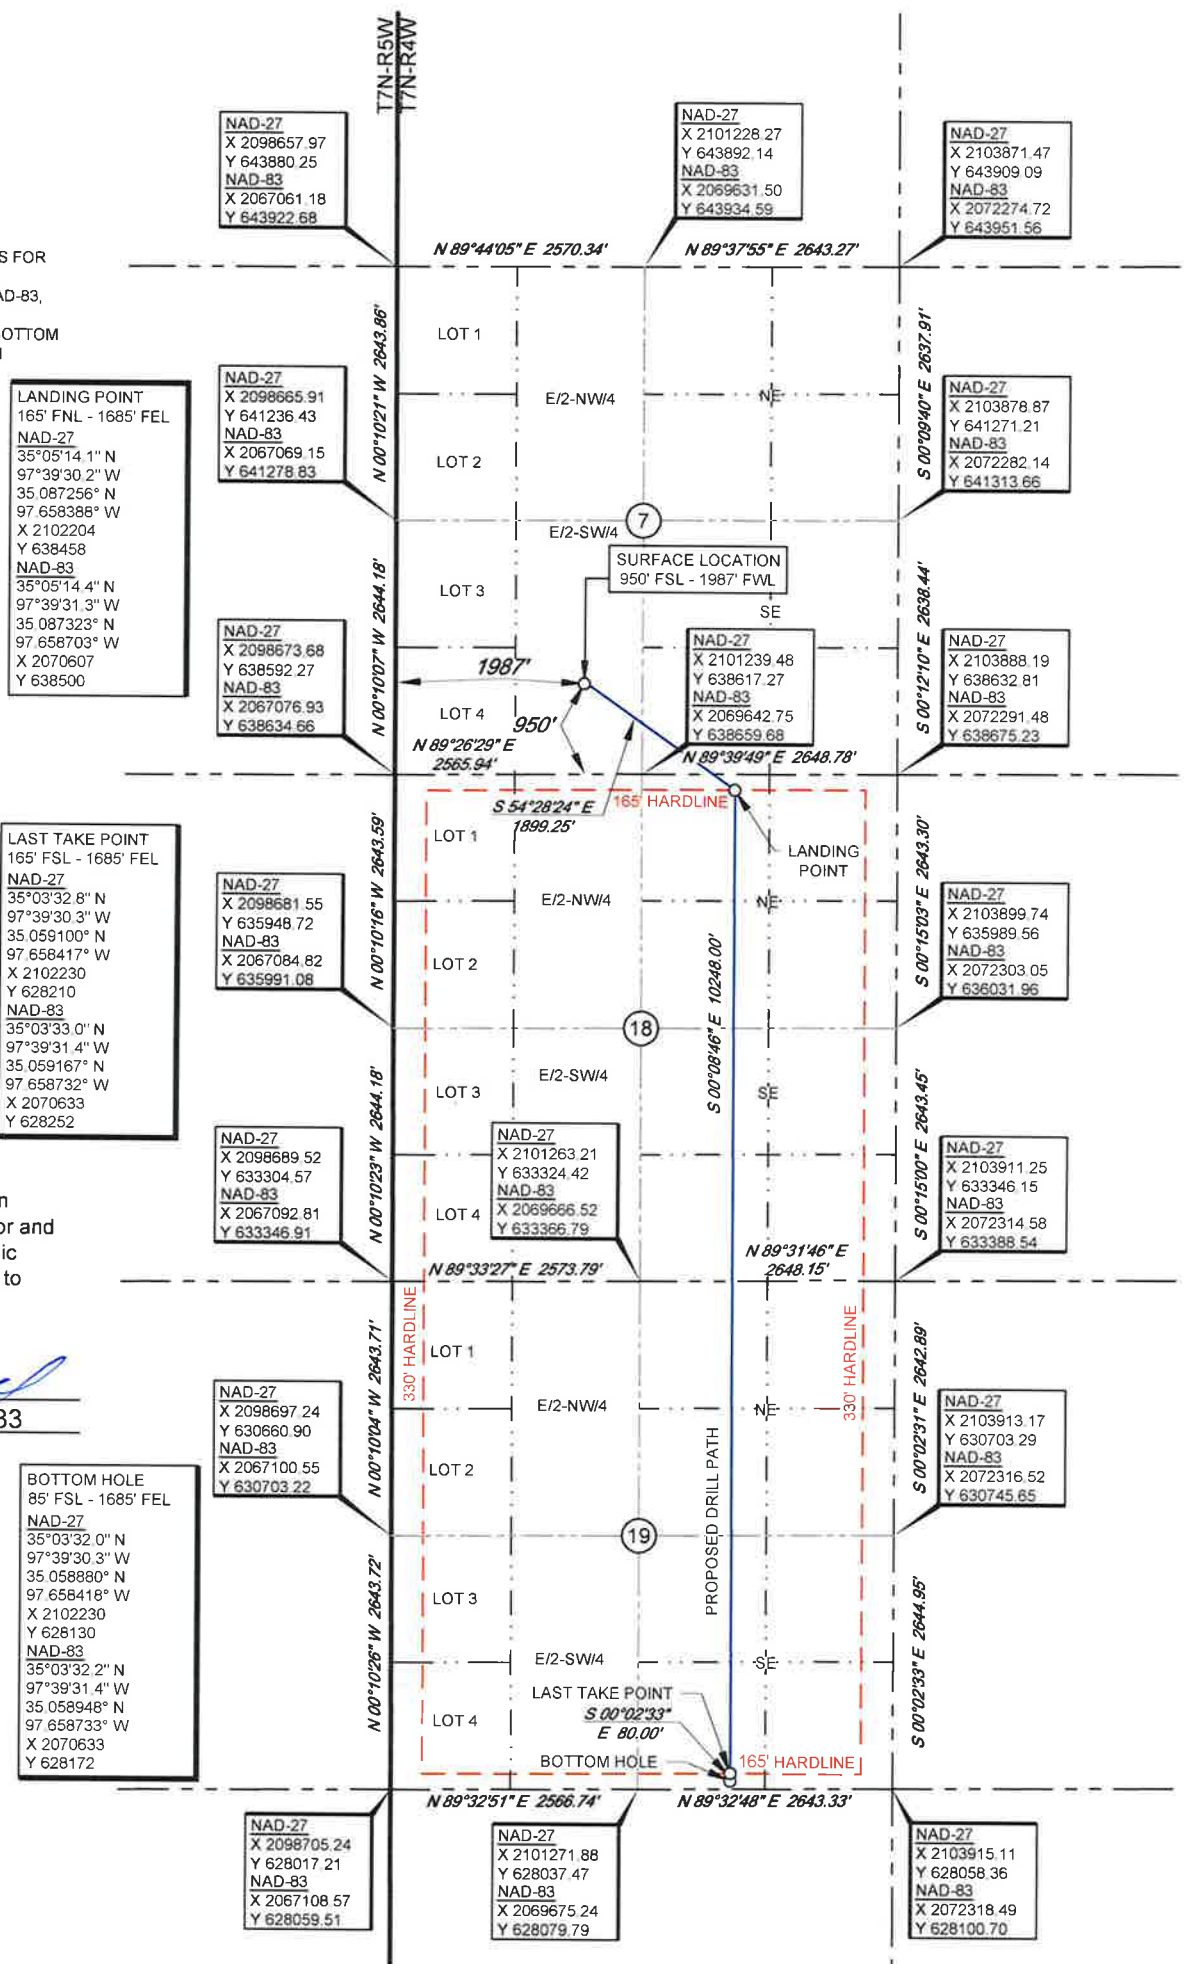 T7N-R5W
T7N-R4W
NAD-27
X 2098657.97
Y 643880.25
NAD-83
X 2067061.18
Y 643922.68
NAD-27
X 2101228.27
Y 643892.14
NAD-83
X 2069631.50
Y 643934.59
NAD-27
X 2103871.47
Y 643909.09
NAD-83
X 2072274.72
Y 643951.56
S FOR
AD-83,
OTTOM
N 89°44'05" E 2570.34'
N 89°37'55" E 2643.27'
N 00°10'21" W 2643.86'
S 00°09'40" E 2637.91'
LOT 1
E/2-NW/4
NE
LOT 2
NAD-27
X 2098665.91
Y 641236.43
NAD-83
X 2067069.15
Y 641278.83
NAD-27
X 2103878.87
Y 641271.21
NAD-83
X 2072282.14
Y 641313.66
LANDING POINT
165' FNL - 1685' FEL
NAD-27
35°05'14.1" N
97°39'30.2" W
35.087256° N
97.658388° W
X 2102204
Y 638458
NAD-83
35°05'14.4" N
97°39'31.3" W
35.087323° N
97.658703° W
X 2070607
Y 638500
7
E/2-SW/4
SURFACE LOCATION
950' FSL - 1987' FWL
LOT 3
SE
N 00°10'07" W 2644.18'
S 00°12'10" E 2638.44'
NAD-27
X 2098673.68
Y 638592.27
NAD-83
X 2067076.93
Y 638634.66
NAD-27
X 2101239.48
Y 638617.27
NAD-83
X 2069642.75
Y 638659.68
NAD-27
X 2103888.19
Y 638632.81
NAD-83
X 2072291.48
Y 638675.23
1987'
LOT 4
950'
N 89°26'29" E
2565.94'
N 89°39'49" E 2648.78'
S 54°28'24" E
1899.25'
165' HARDLINE
LANDING
POINT
LOT 1
E/2-NW/4
NE
LOT 2
N 00°10'16" W 2643.59'
S 00°15'03" E 2643.30'
LAST TAKE POINT
165' FSL - 1685' FEL
NAD-27
35°03'32.8" N
97°39'30.3" W
35.059100° N
97.658417° W
X 2102230
Y 628210
NAD-83
35°03'33.0" N
97°39'31.4" W
35.059167° N
97.658732° W
X 2070633
Y 628252
NAD-27
X 2098681.55
Y 635948.72
NAD-83
X 2067084.82
Y 635991.08
NAD-27
X 2103899.74
Y 635989.56
NAD-83
X 2072303.05
Y 636031.96
S 00°08'46" E 10248.00'
18
E/2-SW/4
LOT 3
SE
LOT 4
N 00°10'23" W 2644.18'
S 00°15'00" E 2643.45'
NAD-27
X 2098689.52
Y 633304.57
NAD-83
X 2067092.81
Y 633346.91
NAD-27
X 2101263.21
Y 633324.42
NAD-83
X 2069666.52
Y 633366.79
NAD-27
X 2103911.25
Y 633346.15
NAD-83
X 2072314.58
Y 633388.54
n
or and
ic
to
N 89°33'27" E 2573.79'
N 89°31'46" E
2648.15'
330' HARDLINE
330' HARDLINE
LOT 1
E/2-NW/4
NE
LOT 2
N 00°10'04" W 2643.71'
S 00°02'31" E 2642.89'
33
NAD-27
X 2098697.24
Y 630660.90
NAD-83
X 2067100.55
Y 630703.22
NAD-27
X 2103913.17
Y 630703.29
NAD-83
X 2072316.52
Y 630745.65
PROPOSED DRILL PATH
19
BOTTOM HOLE
85' FSL - 1685' FEL
NAD-27
35°03'32.0" N
97°39'30.3" W
35.058880° N
97.658418° W
X 2102230
Y 628130
NAD-83
35°03'32.2" N
97°39'31.4" W
35.058948° N
97.658733° W
X 2070633
Y 628172
LOT 3
E/2-SW/4
SE
LOT 4
N 00°10'26" W 2643.72'
S 00°02'33" E 2644.95'
LAST TAKE POINT
S 00°02'33"
E 80.00'
BOTTOM HOLE
165' HARDLINE
N 89°32'51" E 2566.74'
N 89°32'48" E 2643.33'
NAD-27
X 2098705.24
Y 628017.21
NAD-83
X 2067108.57
Y 628059.51
NAD-27
X 2101271.88
Y 628037.47
NAD-83
X 2069675.24
Y 628079.79
NAD-27
X 2103915.11
Y 628058.36
NAD-83
X 2072318.49
Y 628100.70